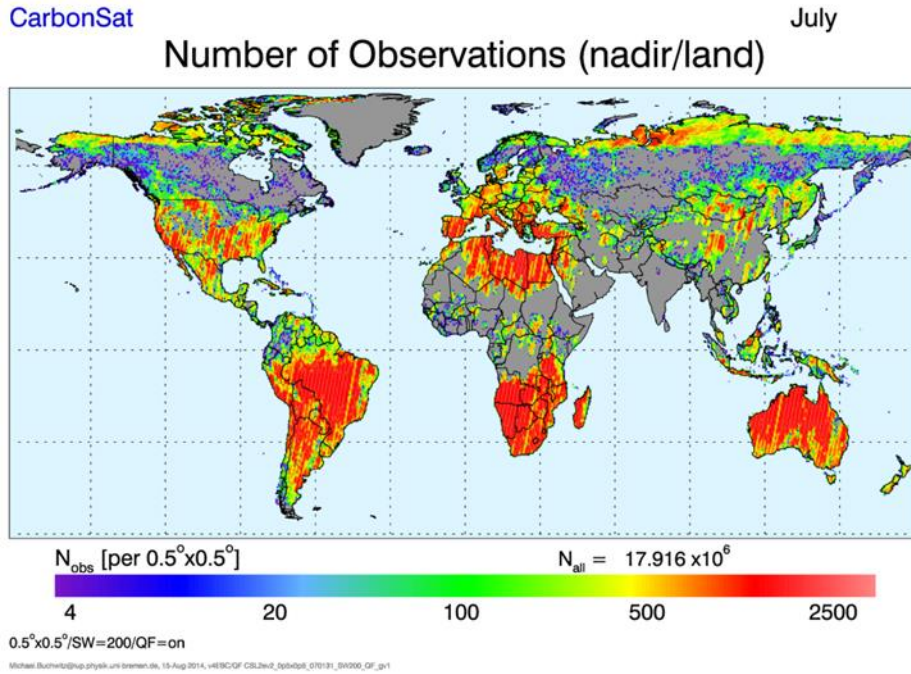 CarbonSat
July
Number of Observations (nadir/land)
N_obs [per 0.5°x0.5°]
N_all = 17.916 x10^6
4 20 100 500 2500
0.5°x0.5°/SW=200/QF=on